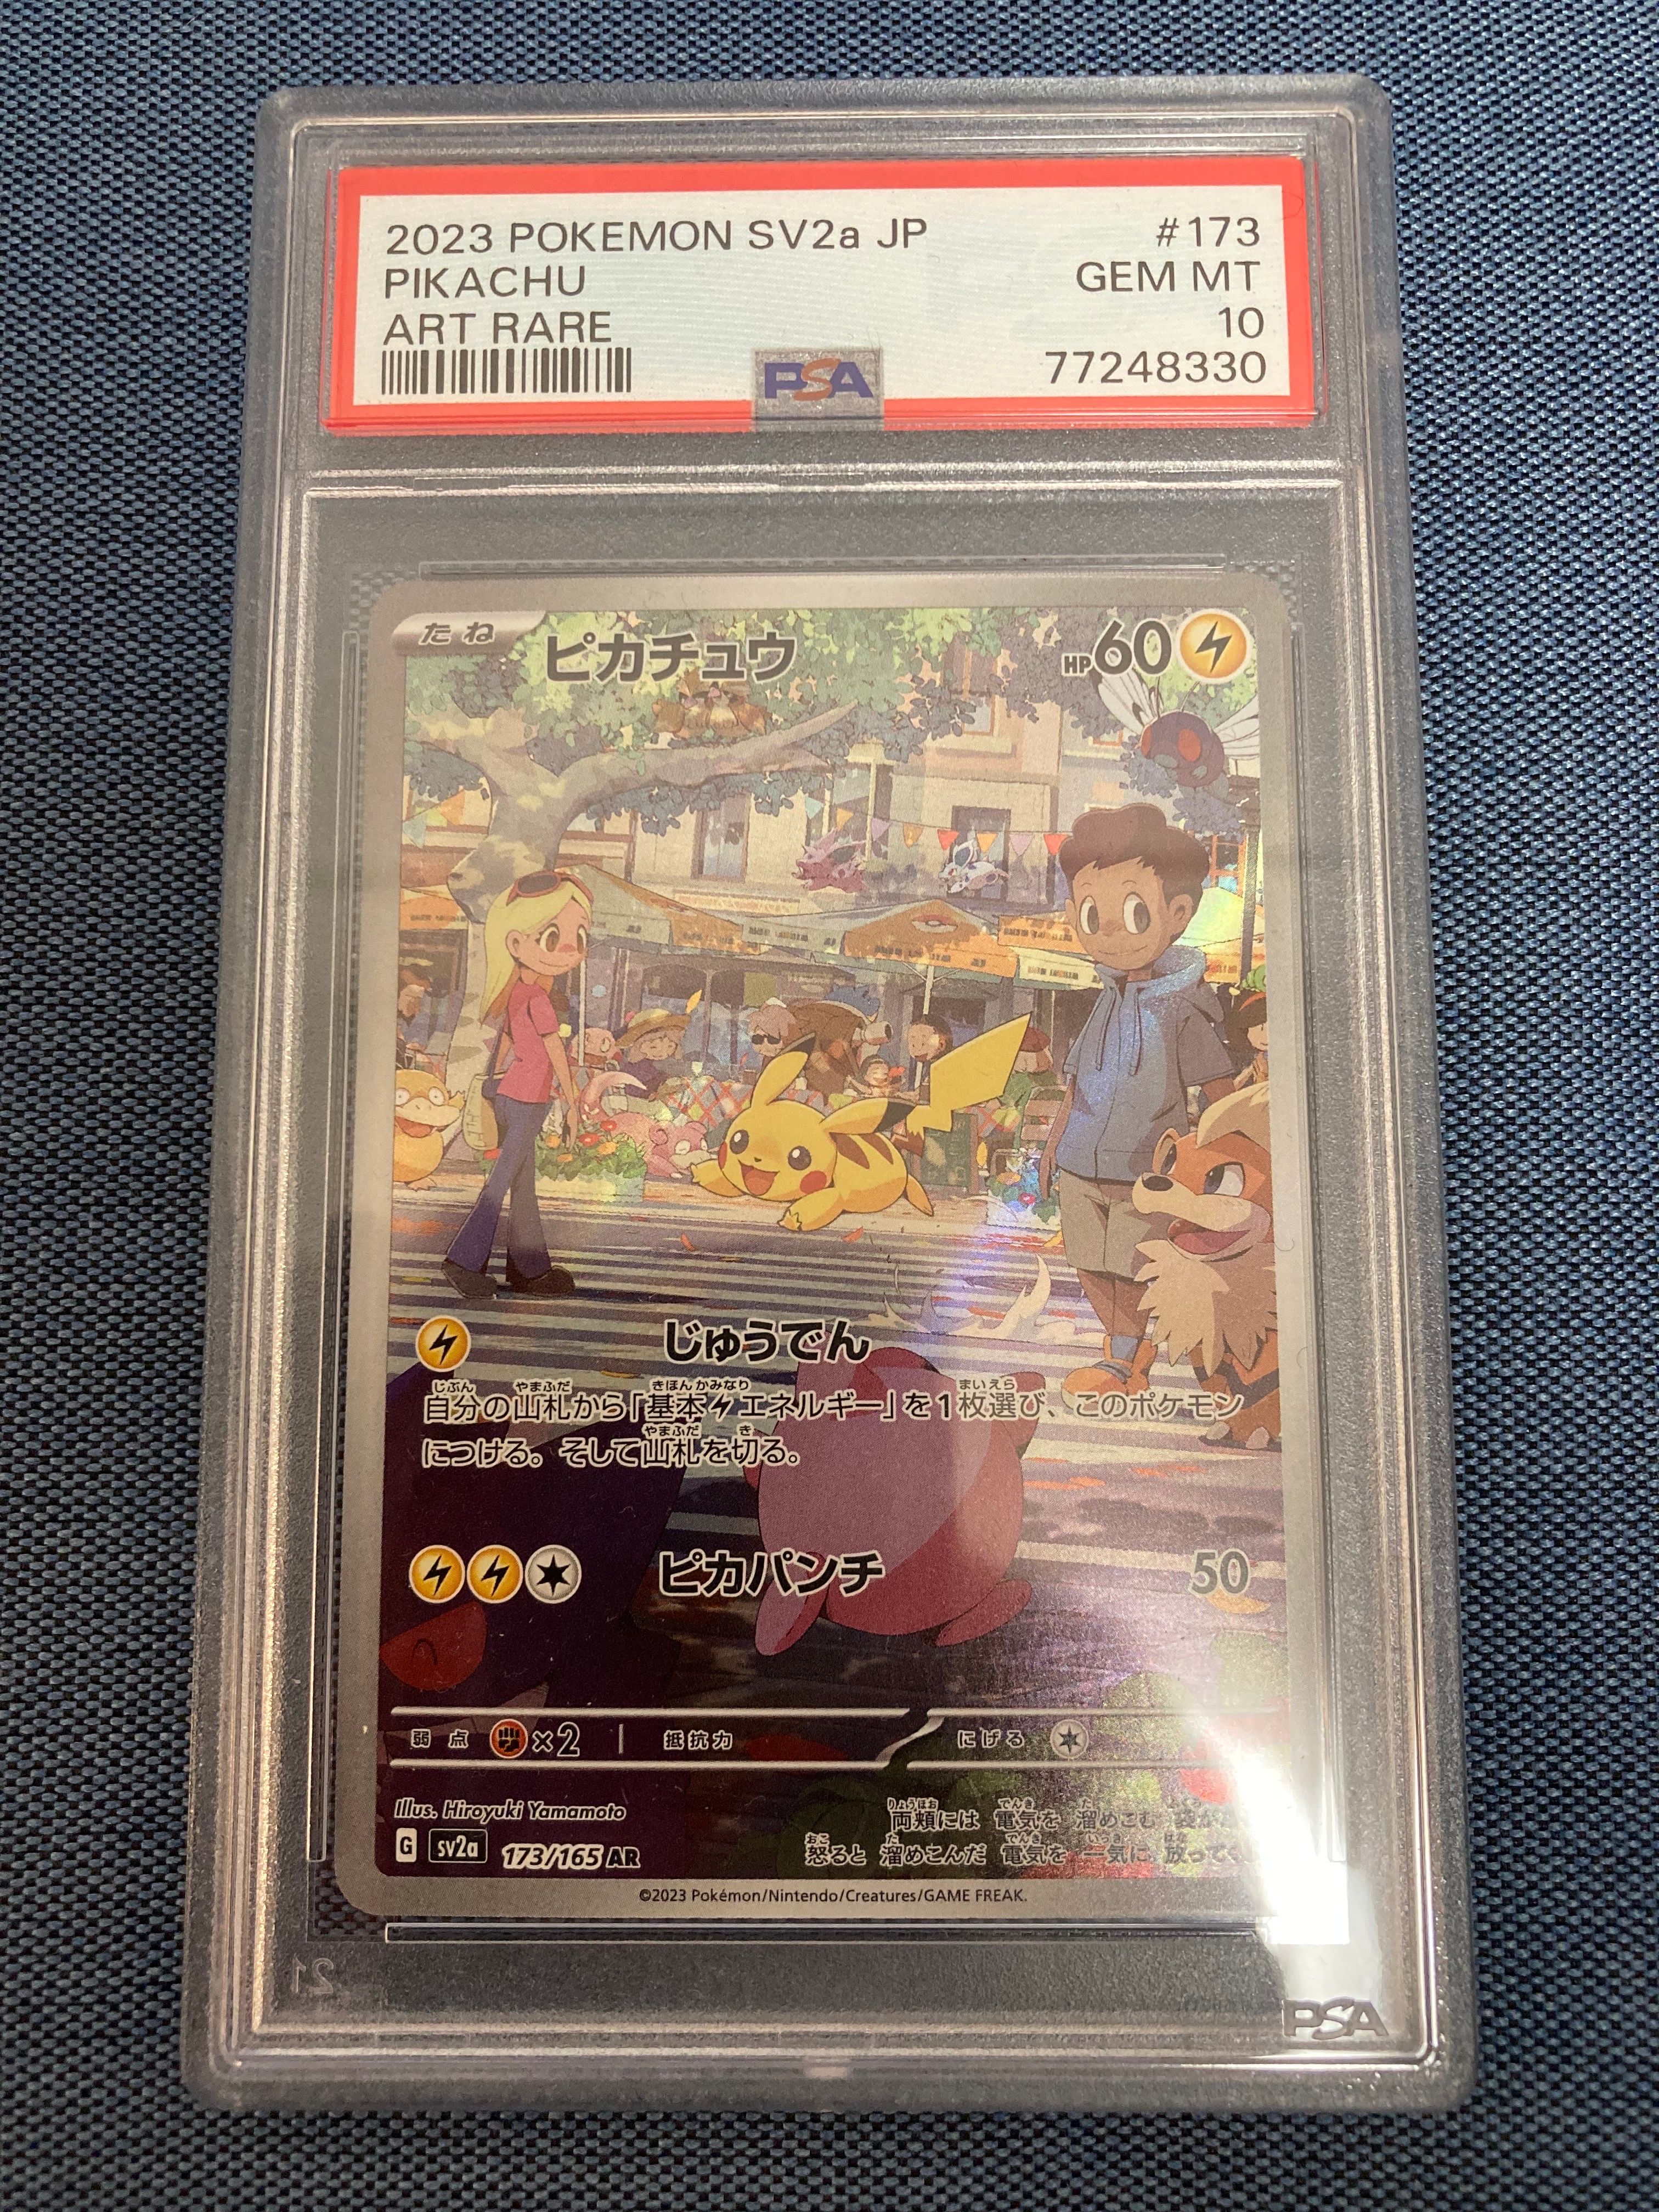 2023 POKEMON SV2a JP #173
PIKACHU GEM MT
ART RARE 10
77248330
PSA
たね ピカチュウ HP60
じゅうでん
自分の山札から「基本エネルギー」を1枚選び、このポケモン
につける。そして山札を切る。
ピカパンチ 50
弱点 ×2 抵抗力 にげる
Illus. Hiroyuki Yamamoto
両頬には 電気を 溜めこむ
G sv2a 173/165 AR
怒ると 溜めこんだ 電気を 一気に 放って
©2023 Pokémon/Nintendo/Creatures/GAME FREAK.
21
PSA